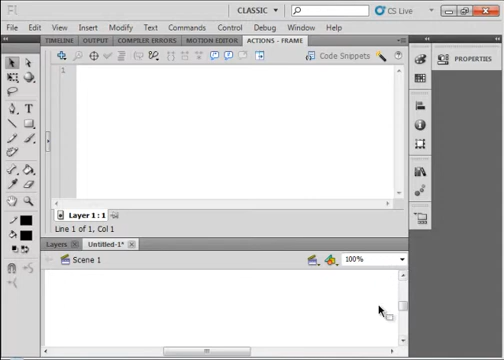 Fl
CLASSIC
CS Live
File Edit View Insert Modify Text Commands Control Debug Window Help
TIMELINE OUTPUT COMPILER ERRORS MOTION EDITOR ACTIONS - FRAME
Code Snippets
PROPERTIES
1
T
Layer 1 : 1
Line 1 of 1, Col 1
Layers Untitled-1*
Scene 1
100%